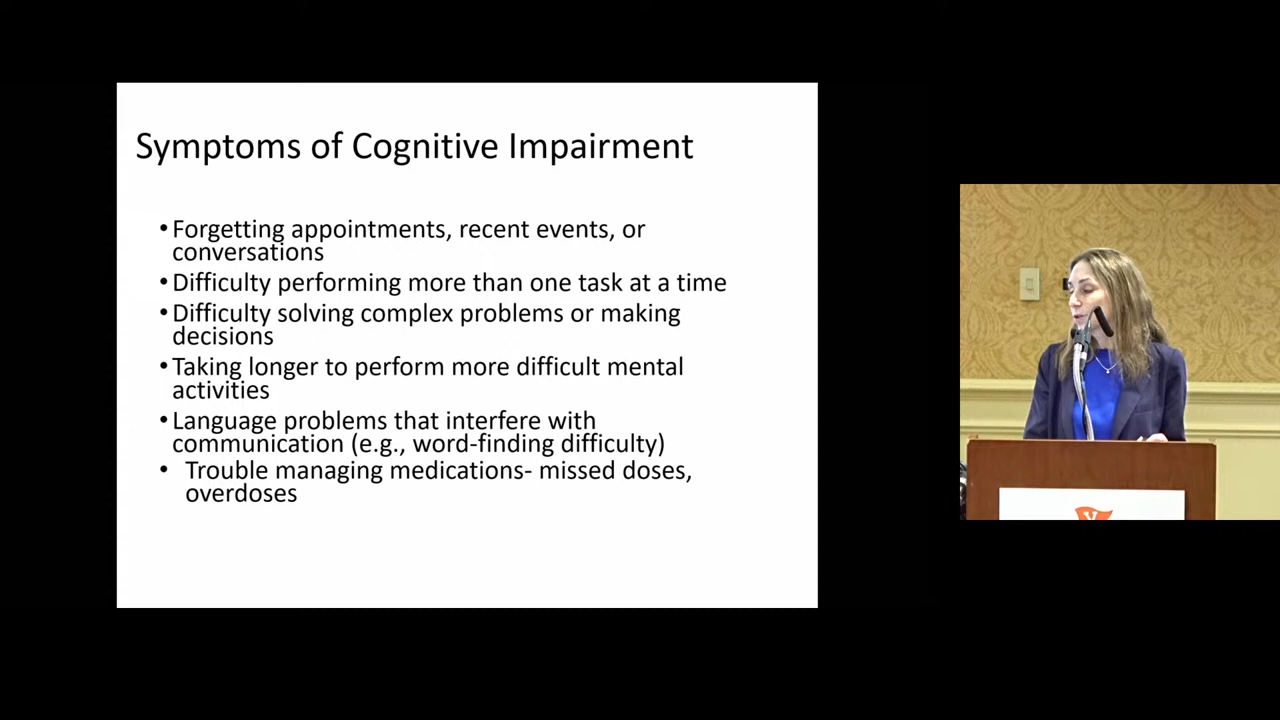 Symptoms of Cognitive Impairment
• Forgetting appointments, recent events, or
conversations
• Difficulty performing more than one task at a time
• Difficulty solving complex problems or making
decisions
• Taking longer to perform more difficult mental
activities
• Language problems that interfere with
communication (e.g., word-finding difficulty)
• Trouble managing medications- missed doses,
overdoses